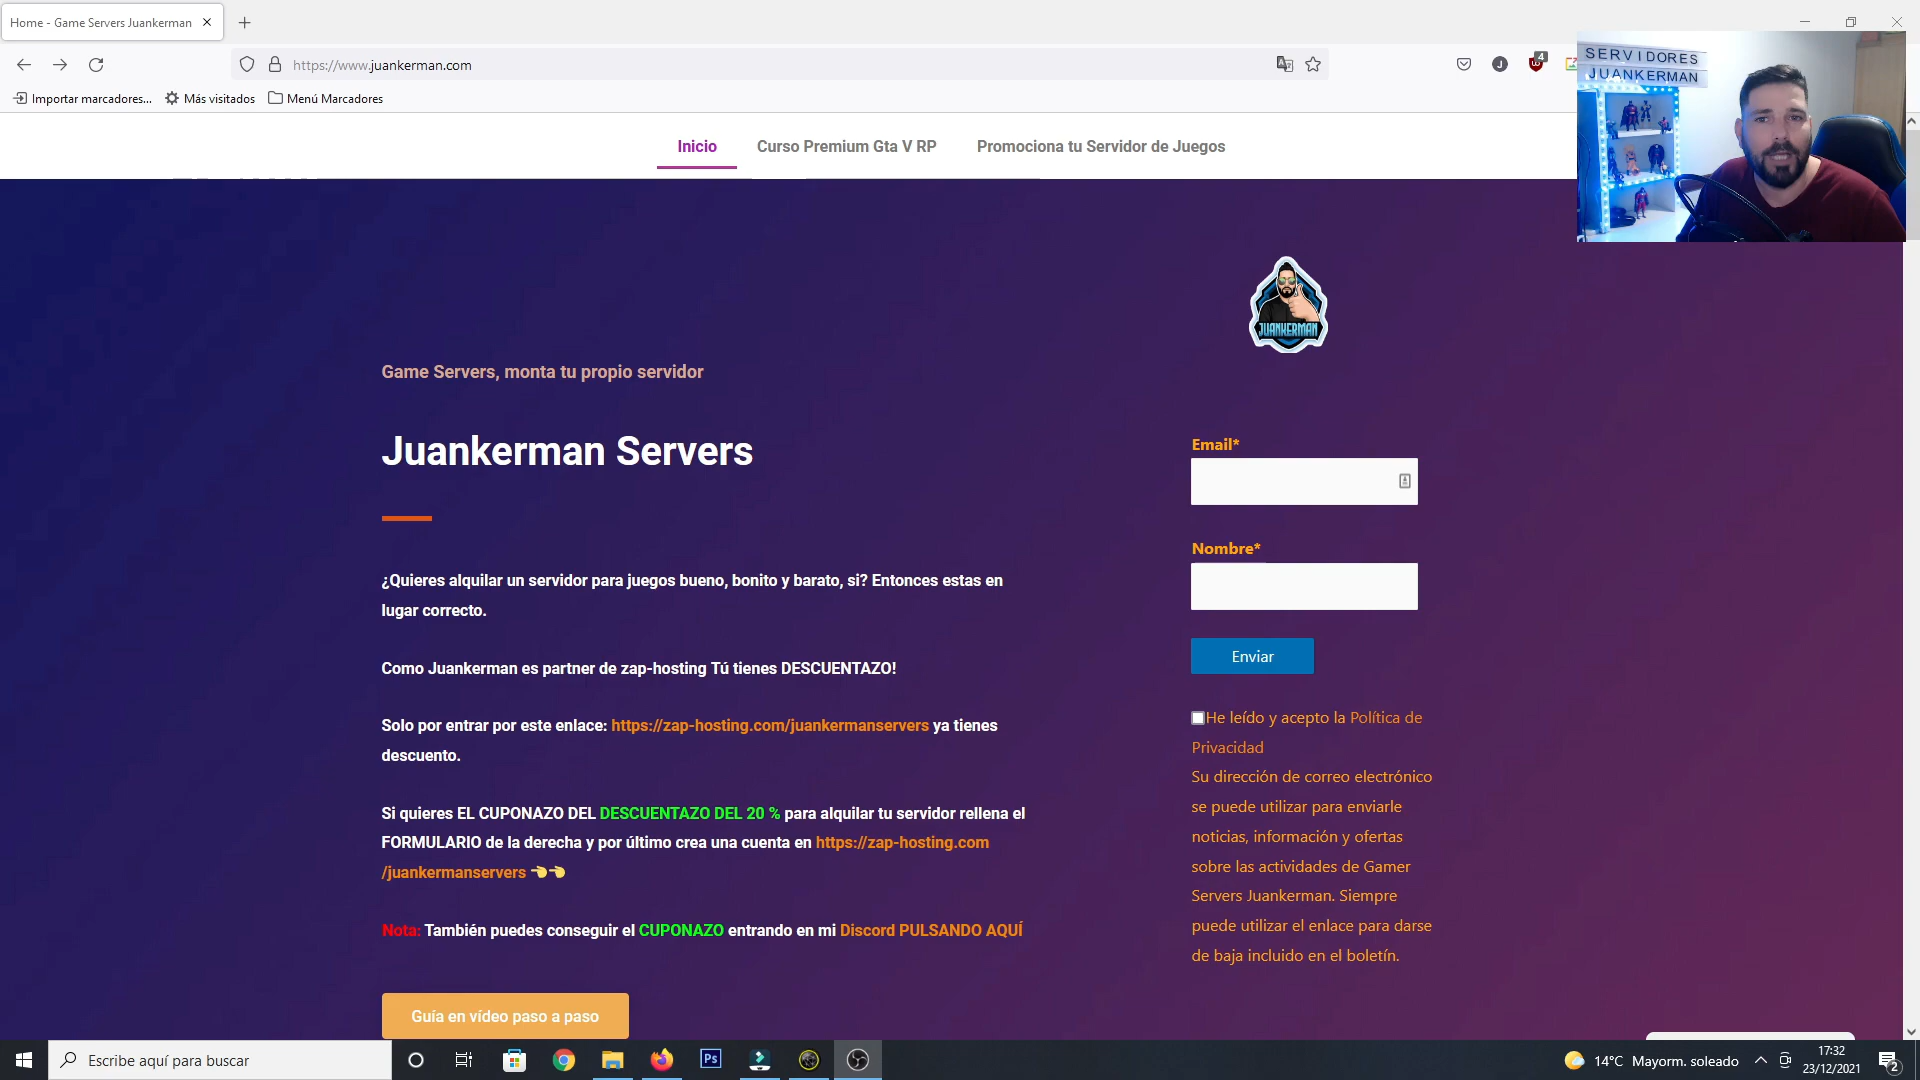 Home - Game Servers Juankerman
https://www.juankerman.com
J
4
Importar marcadores...
Más visitados
Menú Marcadores
SERVIDORES
JUANKERMAN
Inicio
Curso Premium Gta V RP
Promociona tu Servidor de Juegos
JUANKERMAN
Game Servers, monta tu propio servidor
Juankerman Servers
¿Quieres alquilar un servidor para juegos bueno, bonito y barato, si? Entonces estas en
lugar correcto.
Como Juankerman es partner de zap-hosting Tú tienes DESCUENTAZO!
Solo por entrar por este enlace: https://zap-hosting.com/juankermanservers ya tienes
descuento.
Si quieres EL CUPONAZO DEL DESCUENTAZO DEL 20 % para alquilar tu servidor rellena el
FORMULARIO de la derecha y por último crea una cuenta en https://zap-hosting.com
/juankermanservers 👈👈
Nota: También puedes conseguir el CUPONAZO entrando en mi Discord PULSANDO AQUÍ
Guía en vídeo paso a paso
Email*
Nombre*
Enviar
He leído y acepto la Política de
Privacidad
Su dirección de correo electrónico
se puede utilizar para enviarle
noticias, información y ofertas
sobre las actividades de Gamer
Servers Juankerman. Siempre
puede utilizar el enlace para darse
de baja incluido en el boletín.
Escribe aquí para buscar
Ps
14°C Mayorm. soleado
17:32
23/12/2021
2